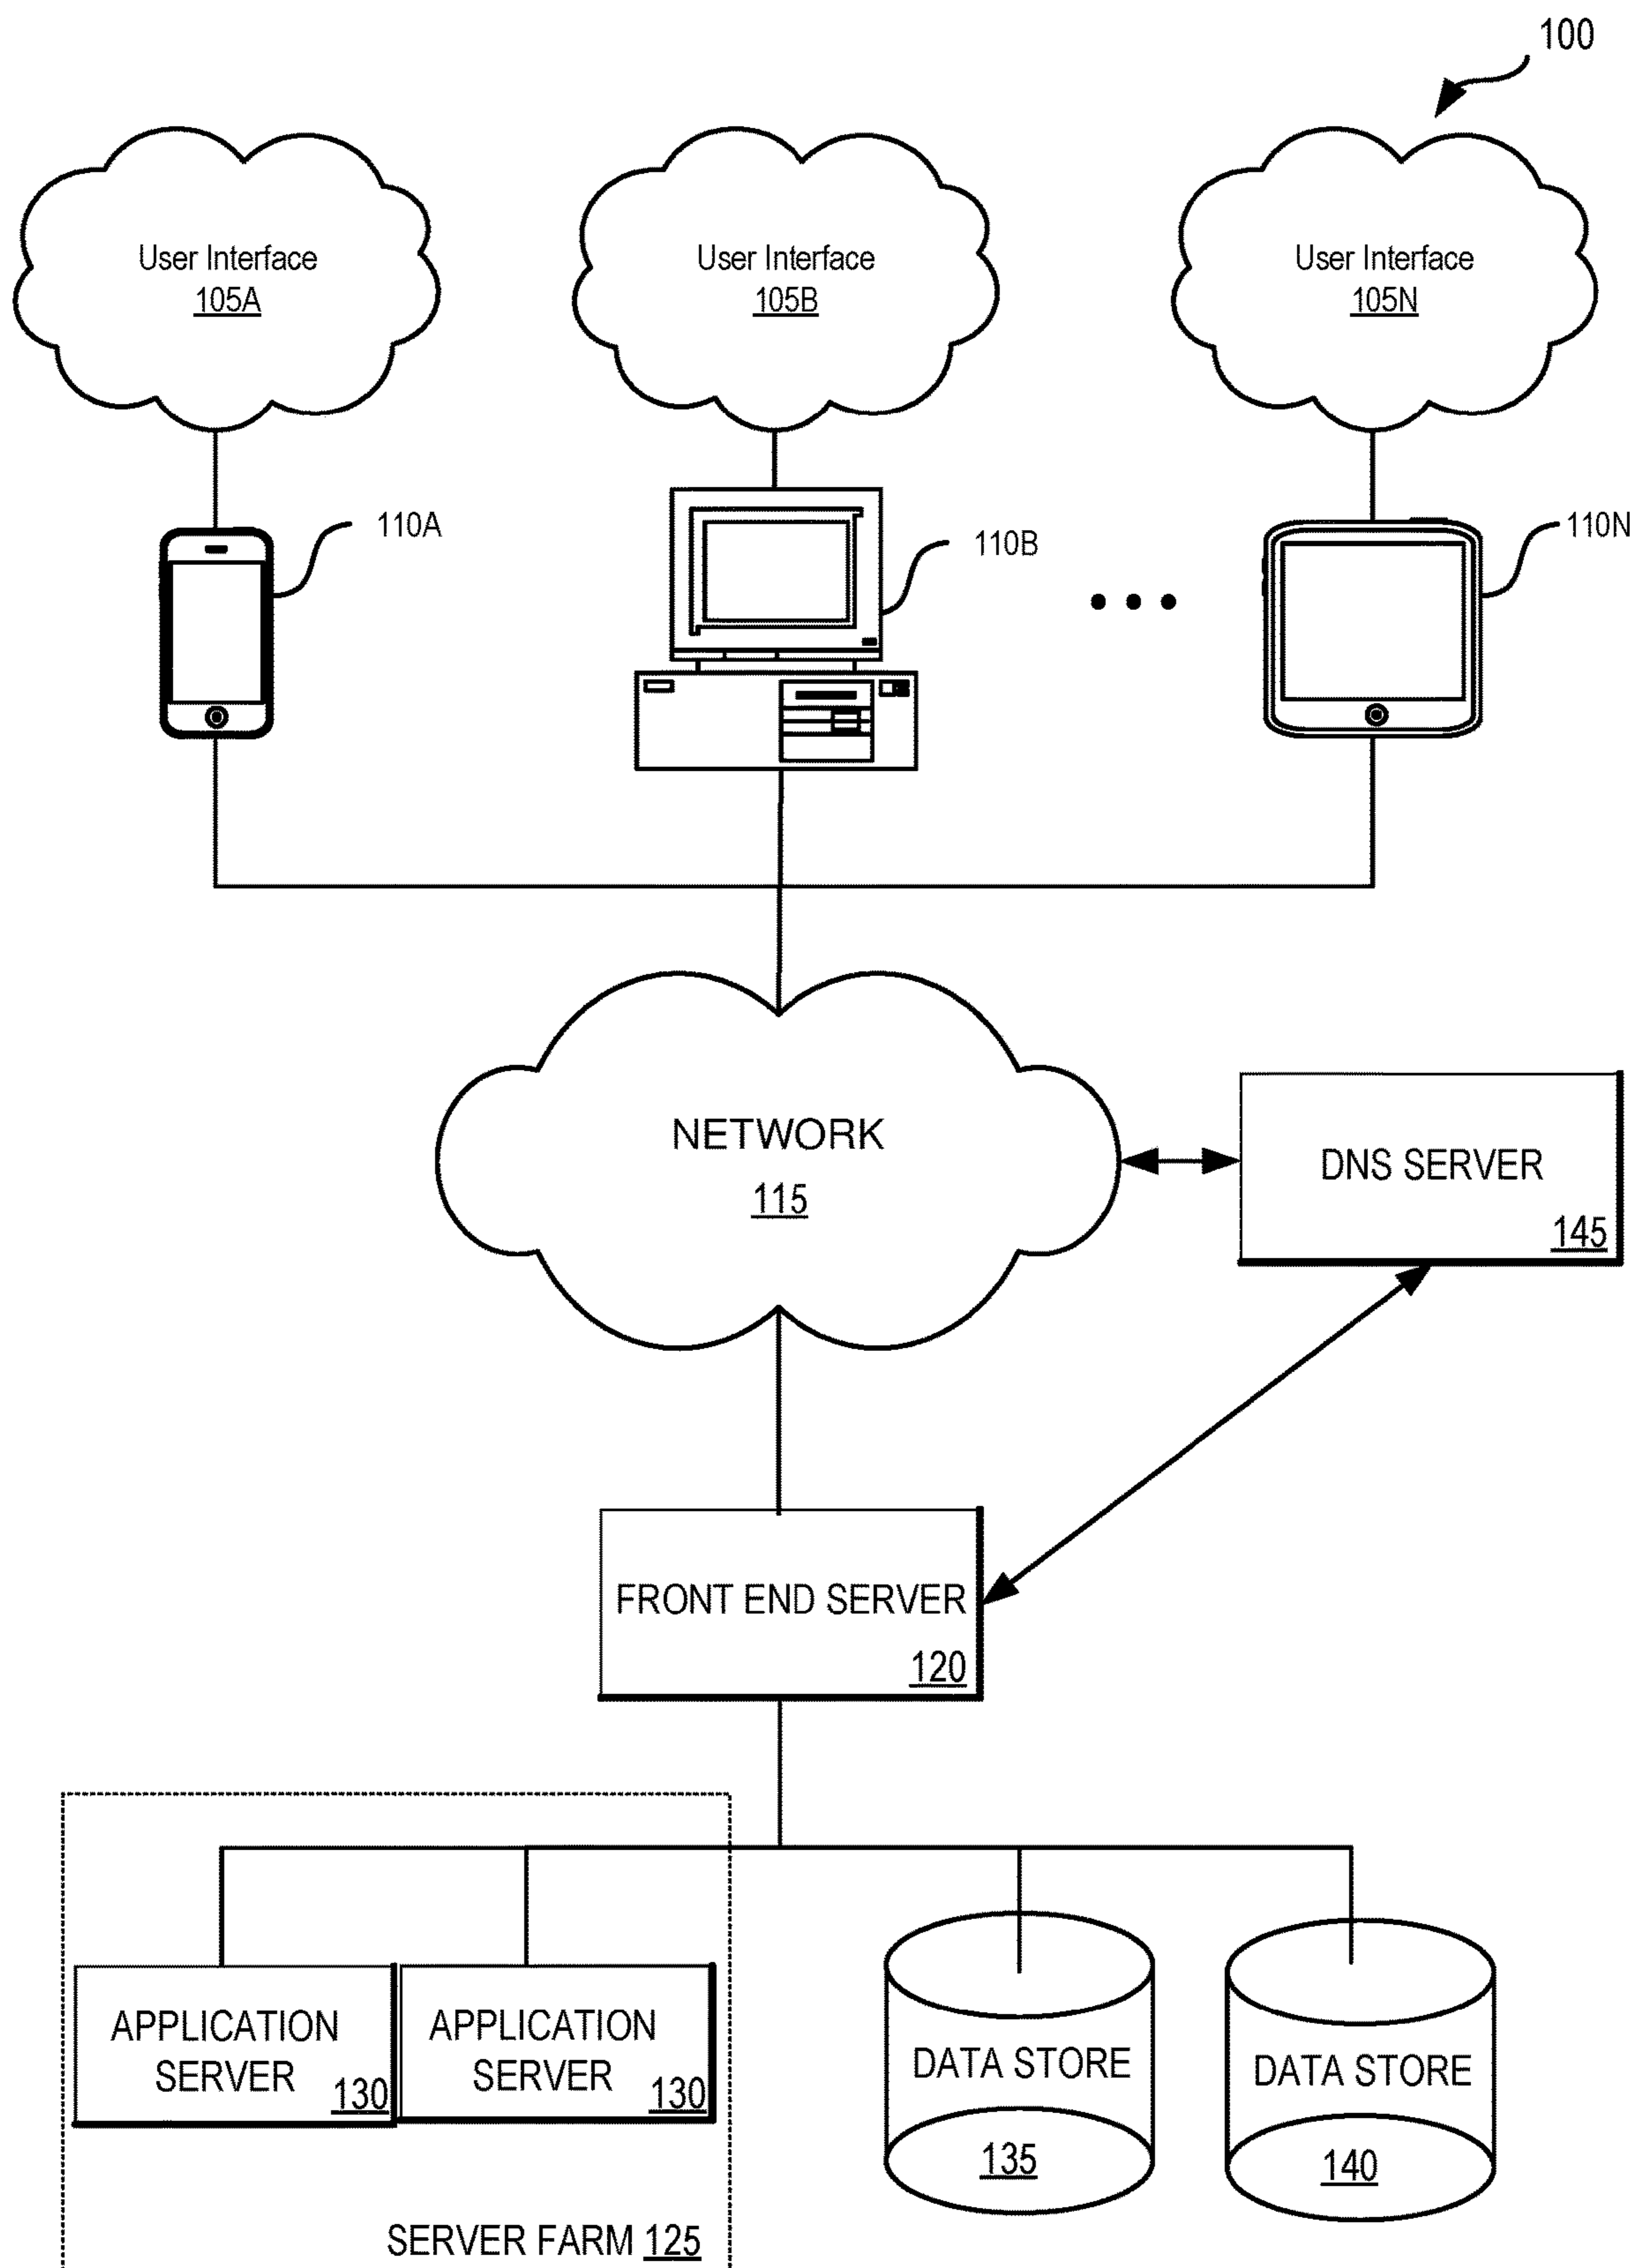 100
User Interface
105A
User Interface
105B
User Interface
105N
110A
110B
110N
NETWORK
115
DNS SERVER
145
FRONT END SERVER
120
APPLICATION
SERVER
130
APPLICATION
SERVER
130
DATA STORE
135
DATA STORE
140
SERVER FARM 125